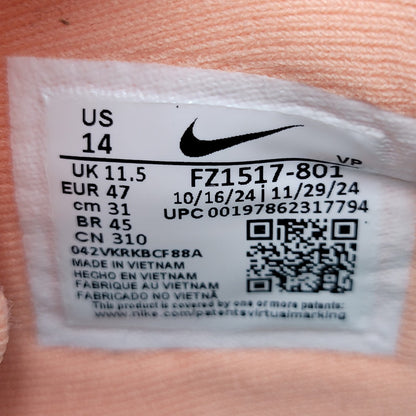 US
14
VP
UK 11.5
FZ1517-801
EUR 47
10/16/24 | 11/29/24
cm 31
UPC 00197862317794
BR 45
CN 310
042VKRKBCF88A
MADE IN VIETNAM
HECHO EN VIETNAM
FABRIQUE AU VIETNAM
FABRICADO NO VIETNÃ
This product is covered by one or more patents:
www.nike.com/patentsvirtualmarking